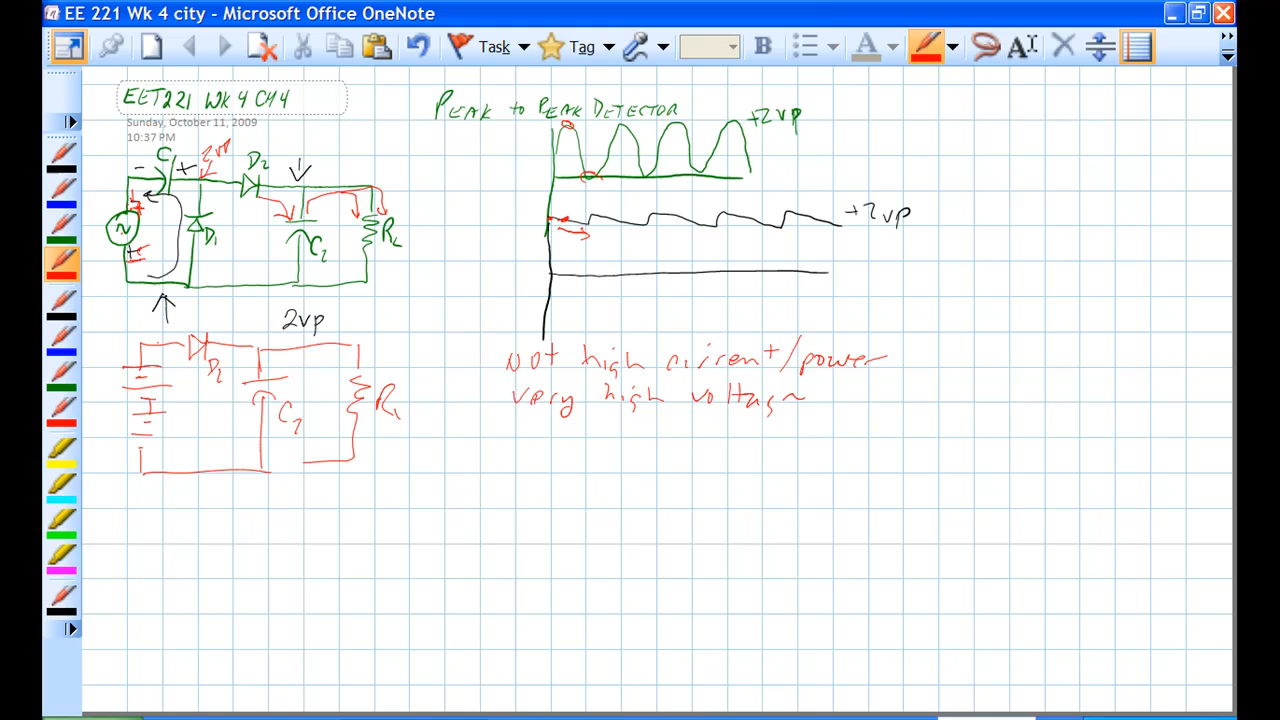 EE 221 Wk 4 city - Microsoft Office OneNote
Task
Tag
B
A
A
EET221 WK 4 CH4
Sunday, October 11, 2009
10:37 PM
PEAK to PEAK DETECTOR
+2vp
C
- +
2vp
D2
D1
C2
RL
+2vp
2vp
D2
C2
RL
Not high current/power
very high voltage